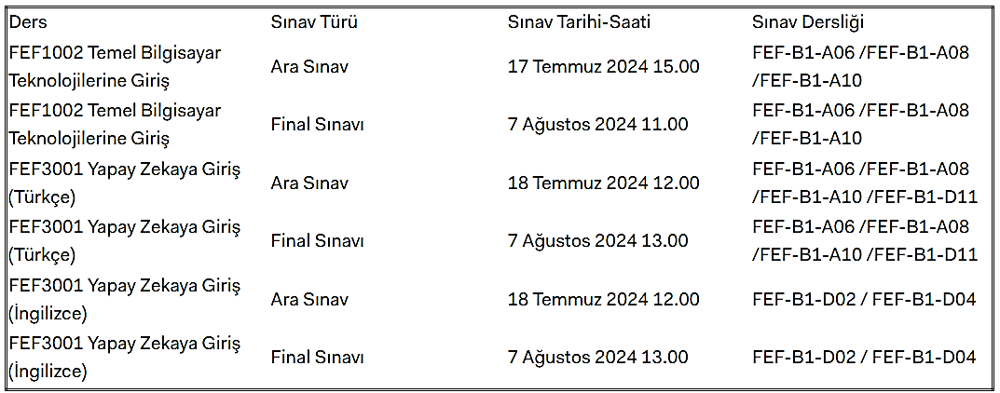 Ders Sınav Türü Sınav Tarihi-Saati Sınav Dersliği
FEF1002 Temel Bilgisayar Teknolojilerine Giriş Ara Sınav 17 Temmuz 2024 15.00 FEF-B1-A06 /FEF-B1-A08 /FEF-B1-A10
FEF1002 Temel Bilgisayar Teknolojilerine Giriş Final Sınavı 7 Ağustos 2024 11.00 FEF-B1-A06 /FEF-B1-A08 /FEF-B1-A10
FEF3001 Yapay Zekaya Giriş (Türkçe) Ara Sınav 18 Temmuz 2024 12.00 FEF-B1-A06 /FEF-B1-A08 /FEF-B1-A10 /FEF-B1-D11
FEF3001 Yapay Zekaya Giriş (Türkçe) Final Sınavı 7 Ağustos 2024 13.00 FEF-B1-A06 /FEF-B1-A08 /FEF-B1-A10 /FEF-B1-D11
FEF3001 Yapay Zekaya Giriş (İngilizce) Ara Sınav 18 Temmuz 2024 12.00 FEF-B1-D02 / FEF-B1-D04
FEF3001 Yapay Zekaya Giriş (İngilizce) Final Sınavı 7 Ağustos 2024 13.00 FEF-B1-D02 / FEF-B1-D04